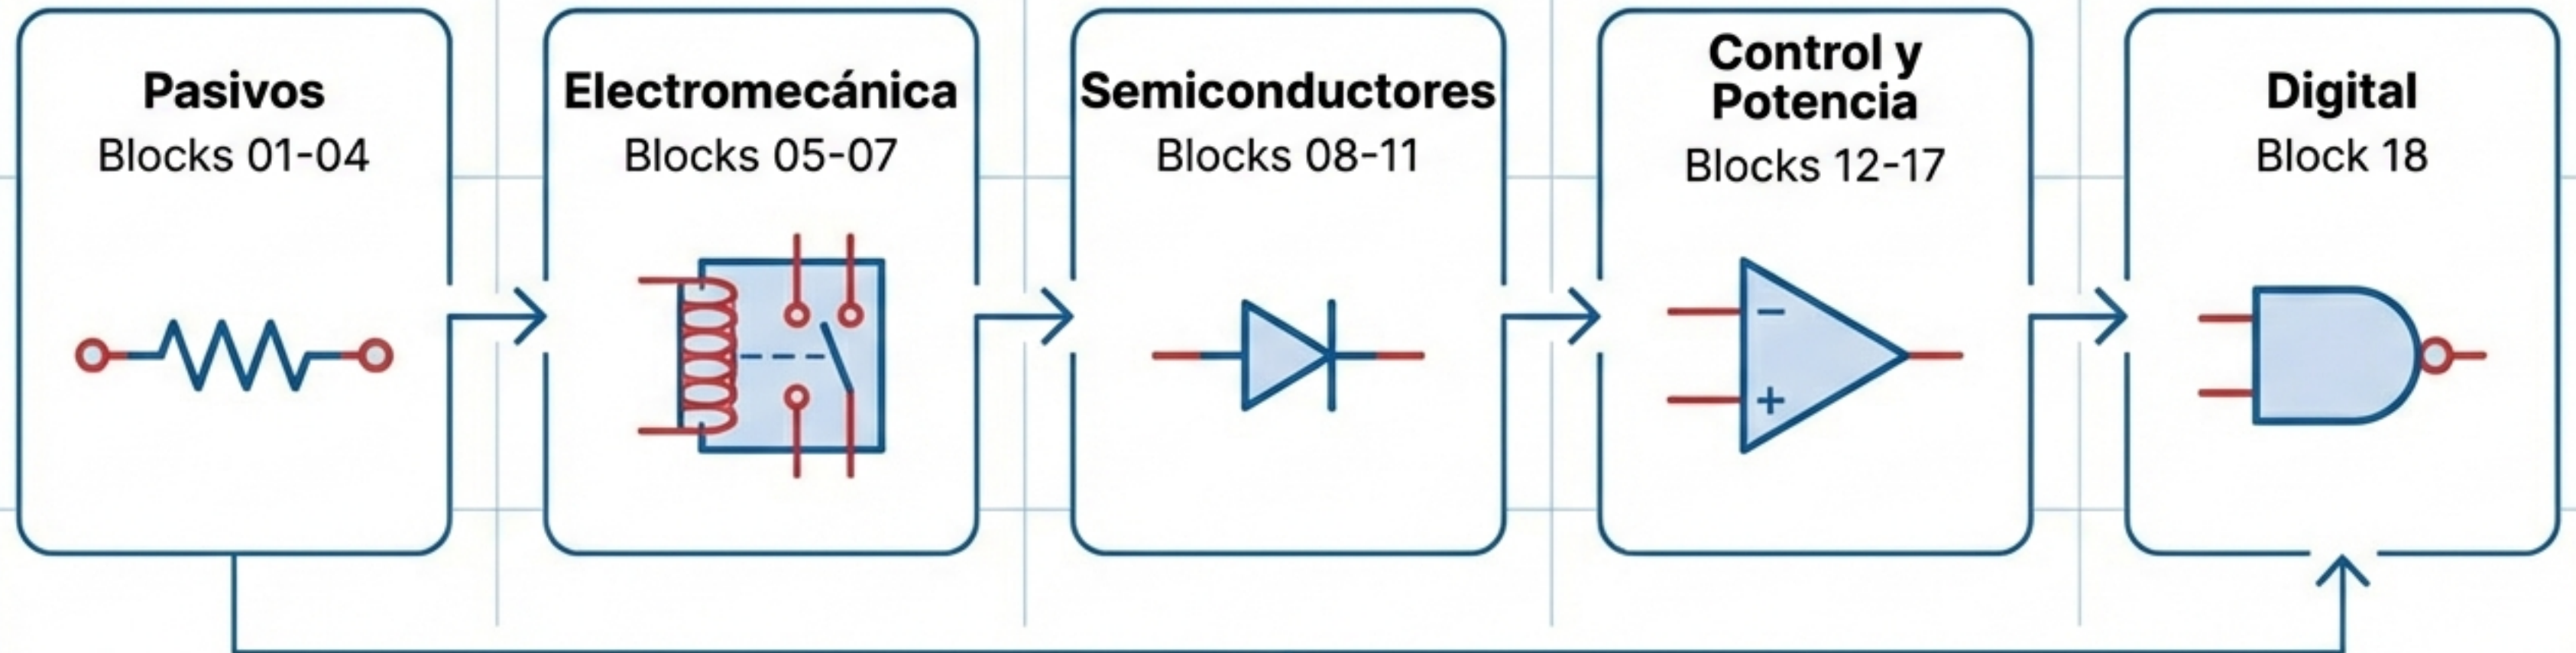 Pasivos
Blocks 01-04
Electromecánica
Blocks 05-07
Semiconductores
Blocks 08-11
Control y
Potencia
Blocks 12-17
−
+
Digital
Block 18